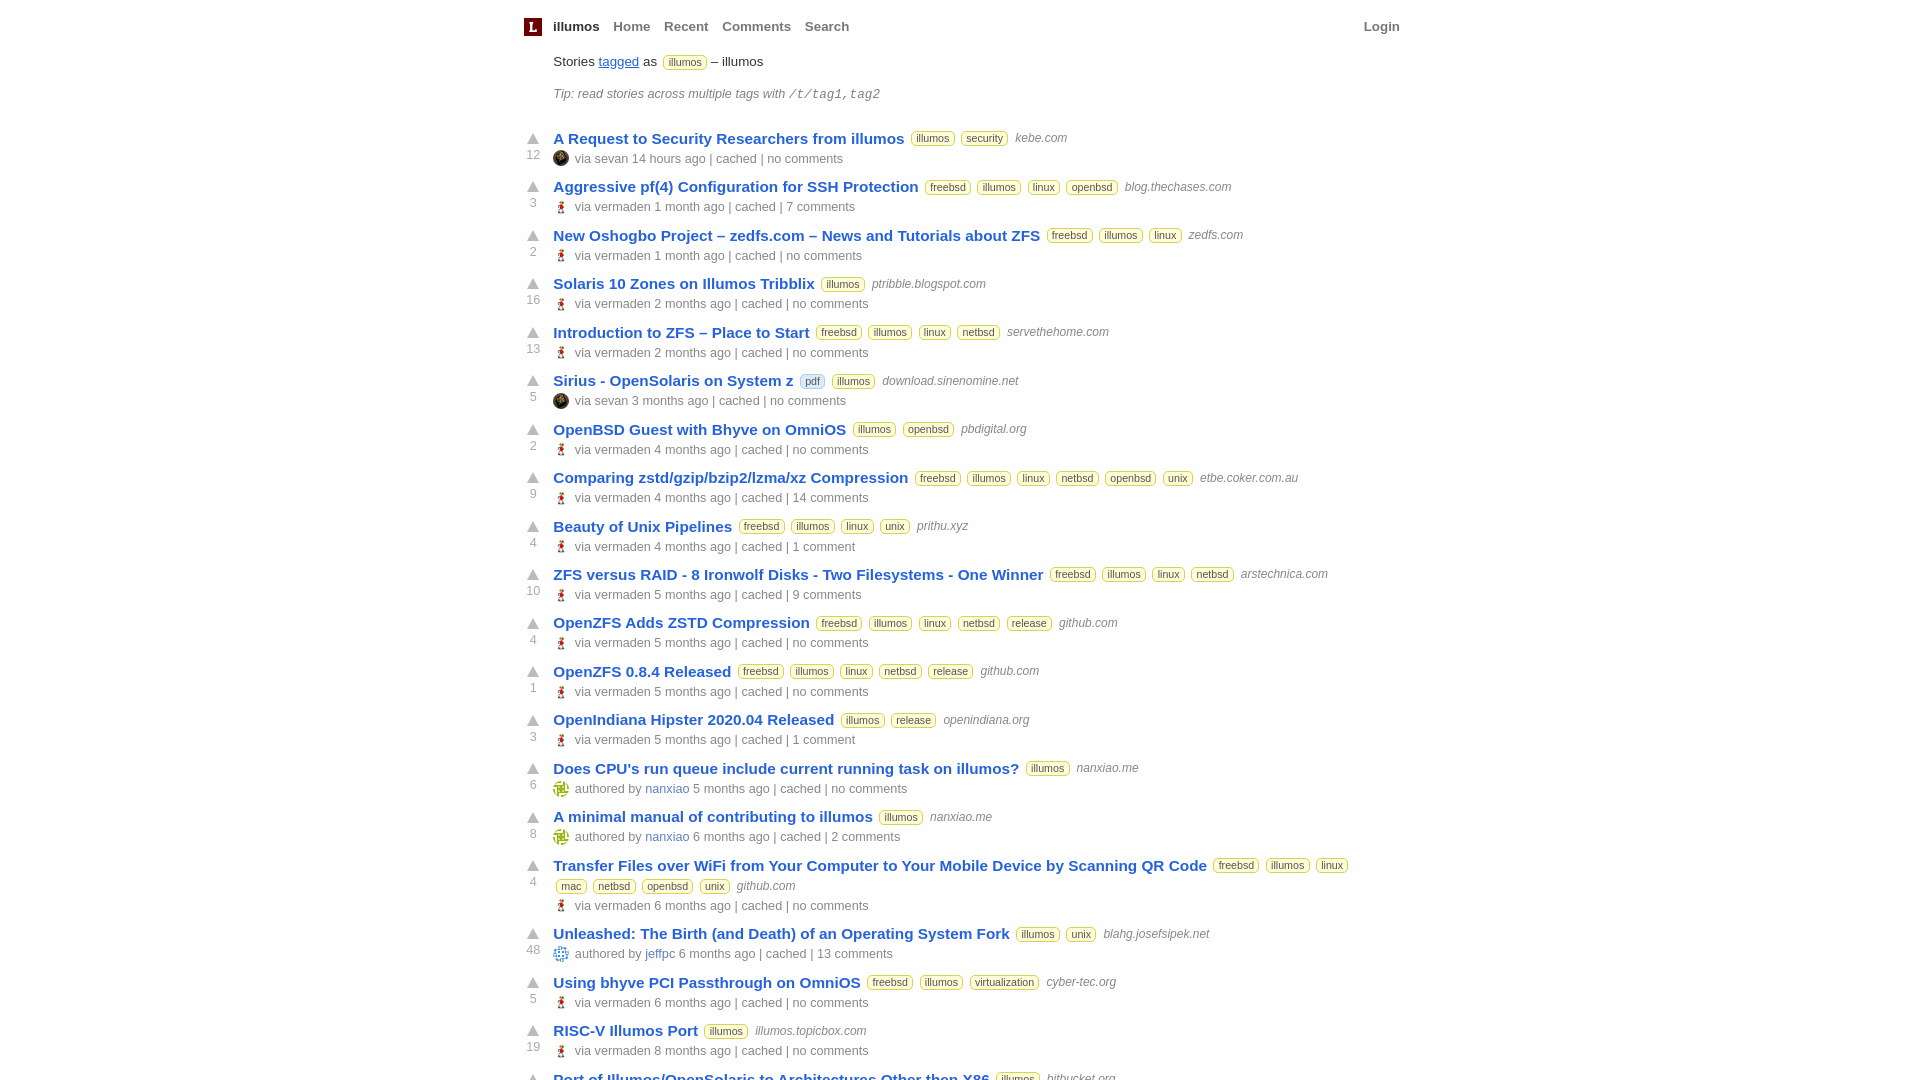 L illumos Home Recent Comments Search Login
Stories tagged as illumos – illumos
Tip: read stories across multiple tags with /t/tag1,tag2
A Request to Security Researchers from illumos illumos security kebe.com
12 via sevan 14 hours ago | cached | no comments
Aggressive pf(4) Configuration for SSH Protection freebsd illumos linux openbsd blog.thechases.com
3 via vermaden 1 month ago | cached | 7 comments
New Oshogbo Project – zedfs.com – News and Tutorials about ZFS freebsd illumos linux zedfs.com
2 via vermaden 1 month ago | cached | no comments
Solaris 10 Zones on Illumos Tribblix illumos ptribble.blogspot.com
16 via vermaden 2 months ago | cached | no comments
Introduction to ZFS – Place to Start freebsd illumos linux netbsd servethehome.com
13 via vermaden 2 months ago | cached | no comments
Sirius - OpenSolaris on System z pdf illumos download.sinenomine.net
5 via sevan 3 months ago | cached | no comments
OpenBSD Guest with Bhyve on OmniOS illumos openbsd pbdigital.org
2 via vermaden 4 months ago | cached | no comments
Comparing zstd/gzip/bzip2/lzma/xz Compression freebsd illumos linux netbsd openbsd unix etbe.coker.com.au
9 via vermaden 4 months ago | cached | 14 comments
Beauty of Unix Pipelines freebsd illumos linux unix prithu.xyz
4 via vermaden 4 months ago | cached | 1 comment
ZFS versus RAID - 8 Ironwolf Disks - Two Filesystems - One Winner freebsd illumos linux netbsd arstechnica.com
10 via vermaden 5 months ago | cached | 9 comments
OpenZFS Adds ZSTD Compression freebsd illumos linux netbsd release github.com
4 via vermaden 5 months ago | cached | no comments
OpenZFS 0.8.4 Released freebsd illumos linux netbsd release github.com
1 via vermaden 5 months ago | cached | no comments
OpenIndiana Hipster 2020.04 Released illumos release openindiana.org
3 via vermaden 5 months ago | cached | 1 comment
Does CPU's run queue include current running task on illumos? illumos nanxiao.me
6 authored by nanxiao 5 months ago | cached | no comments
A minimal manual of contributing to illumos illumos nanxiao.me
8 authored by nanxiao 6 months ago | cached | 2 comments
Transfer Files over WiFi from Your Computer to Your Mobile Device by Scanning QR Code freebsd illumos linux
4 mac netbsd openbsd unix github.com
via vermaden 6 months ago | cached | no comments
Unleashed: The Birth (and Death) of an Operating System Fork illumos unix blahg.josefsipek.net
48 authored by jeffpc 6 months ago | cached | 13 comments
Using bhyve PCI Passthrough on OmniOS freebsd illumos virtualization cyber-tec.org
5 via vermaden 6 months ago | cached | no comments
RISC-V Illumos Port illumos illumos.topicbox.com
19 via vermaden 8 months ago | cached | no comments
Port of Illumos/OpenSolaris to Architectures Other then X86 illumos bitbucket.org